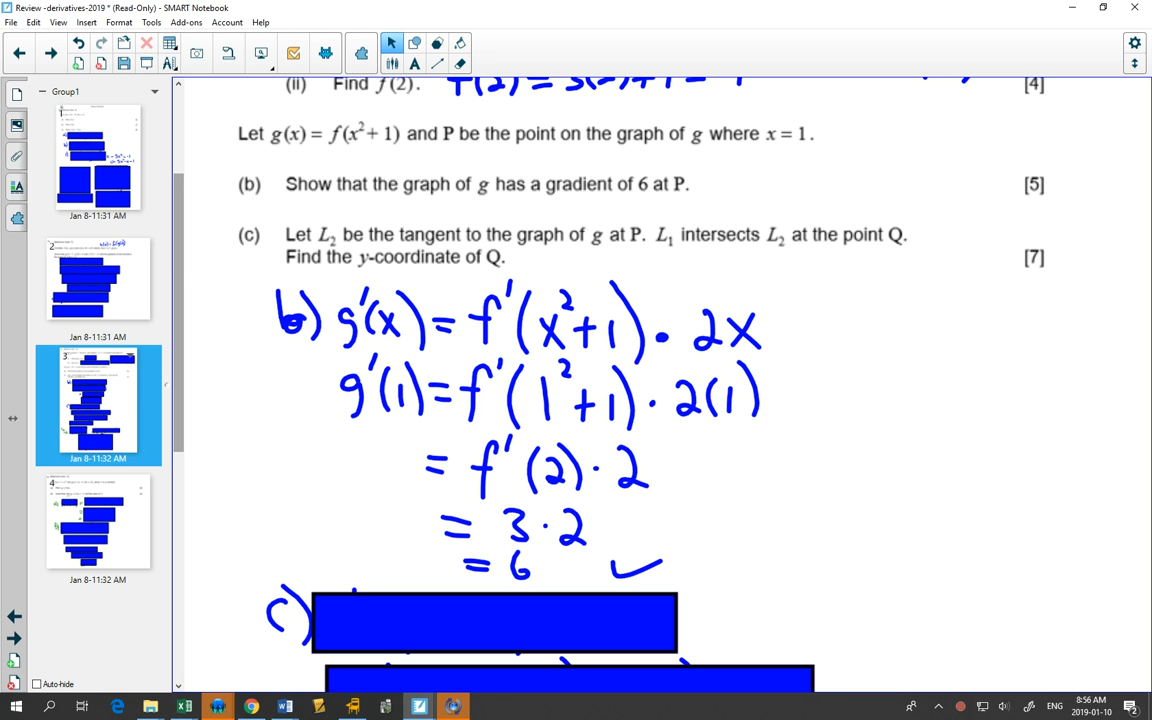 Review -derivatives-2019 * (Read-Only) - SMART Notebook
File Edit View Insert Format Tools Add-ons Account Help
Group1
1
Jan 8-11:31 AM
2
Jan 8-11:31 AM
3
Jan 8-11:32 AM
4
Jan 8-11:32 AM
Auto-hide
(ii) Find f(2). [4]
Let g(x) = f(x²+ 1) and P be the point on the graph of g where x = 1.
(b) Show that the graph of g has a gradient of 6 at P. [5]
(c) Let L₂ be the tangent to the graph of g at P. L₁ intersects L₂ at the point Q.
Find the y-coordinate of Q. [7]
b) g'(x) = f'(x²+1) · 2x
g'(1) = f'(1²+1) · 2(1)
= f'(2) · 2
= 3 · 2
= 6 ✓
c)
ENG
8:56 AM
2019-01-10